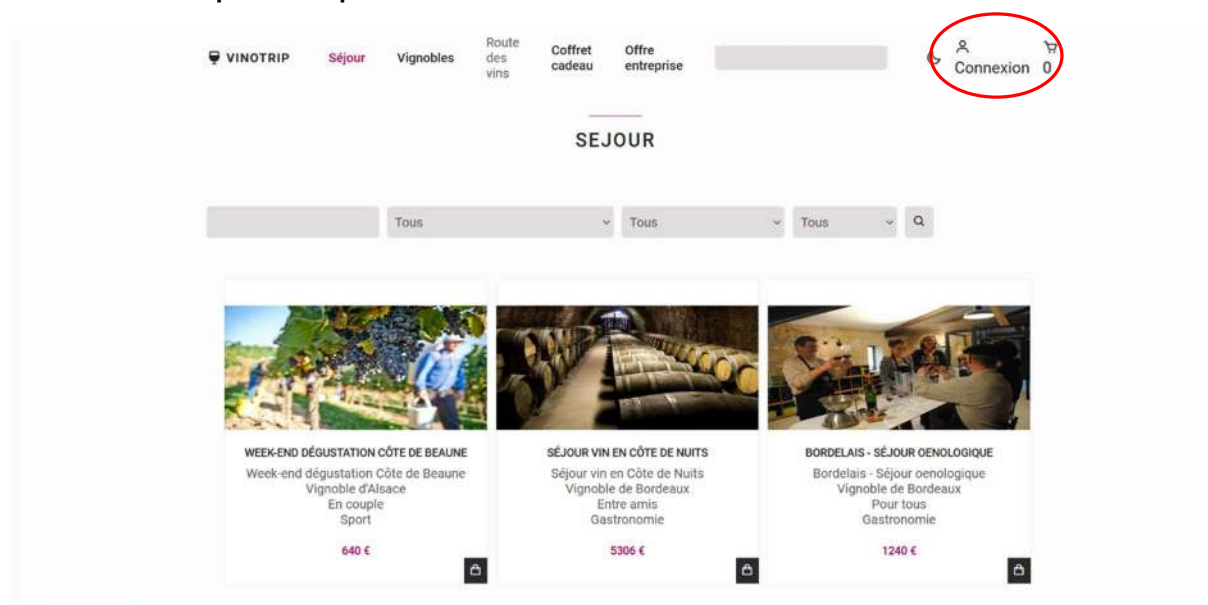 VINOTRIP
Séjour
Vignobles
Route
des
vins
Coffret
cadeau
Offre
entreprise
Connexion
0
SEJOUR
Tous
Tous
Tous
WEEK-END DÉGUSTATION CÔTE DE BEAUNE
Week-end dégustation Côte de Beaune
Vignoble d'Alsace
En couple
Sport
640 €
SÉJOUR VIN EN CÔTE DE NUITS
Séjour vin en Côte de Nuits
Vignoble de Bordeaux
Entre amis
Gastronomie
5306 €
BORDELAIS - SÉJOUR OENOLOGIQUE
Bordelais - Séjour oenologique
Vignoble de Bordeaux
Pour tous
Gastronomie
1240 €